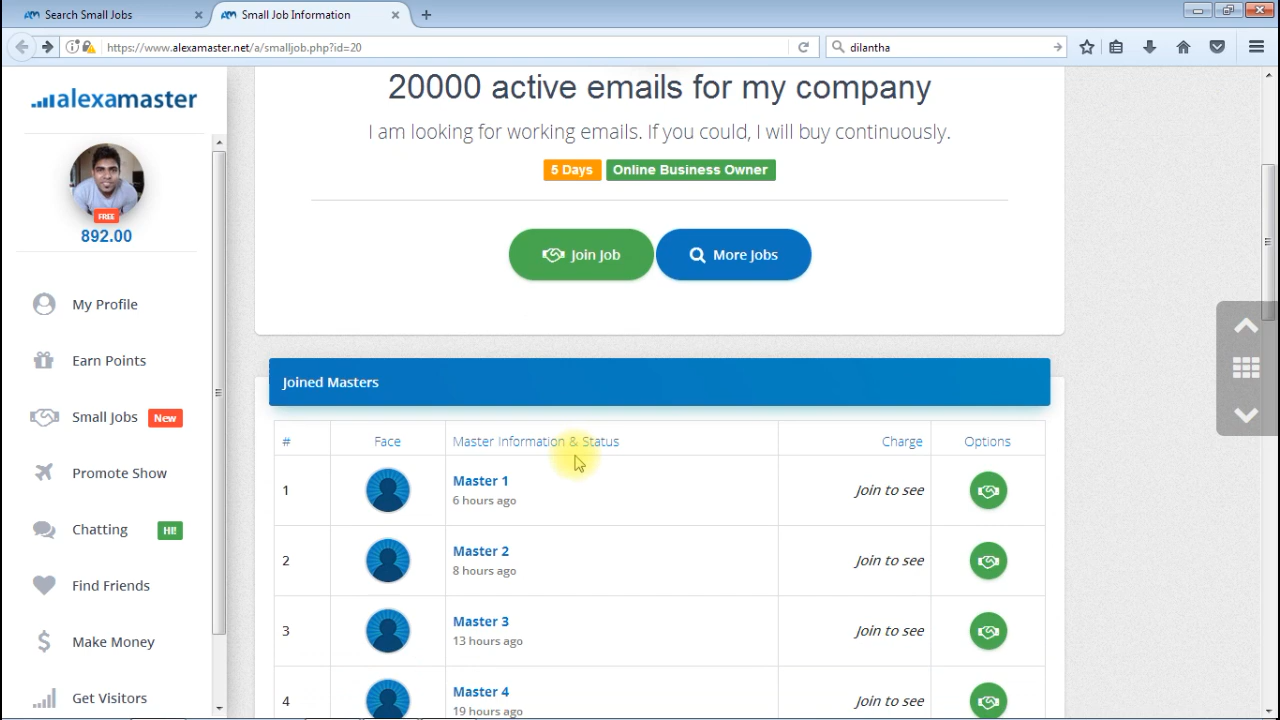 Search Small Jobs
Small Job Information
https://www.alexamaster.net/a/smalljob.php?id=20
dilantha
alexamaster
FREE
892.00
My Profile
Earn Points
Small Jobs New
Promote Show
Chatting HI!
Find Friends
Make Money
Get Visitors
20000 active emails for my company
I am looking for working emails. If you could, I will buy continuously.
5 Days Online Business Owner
Join Job More Jobs
Joined Masters
# Face Master Information & Status Charge Options
1 Master 1 Join to see
6 hours ago
2 Master 2 Join to see
8 hours ago
3 Master 3 Join to see
13 hours ago
4 Master 4 Join to see
19 hours ago